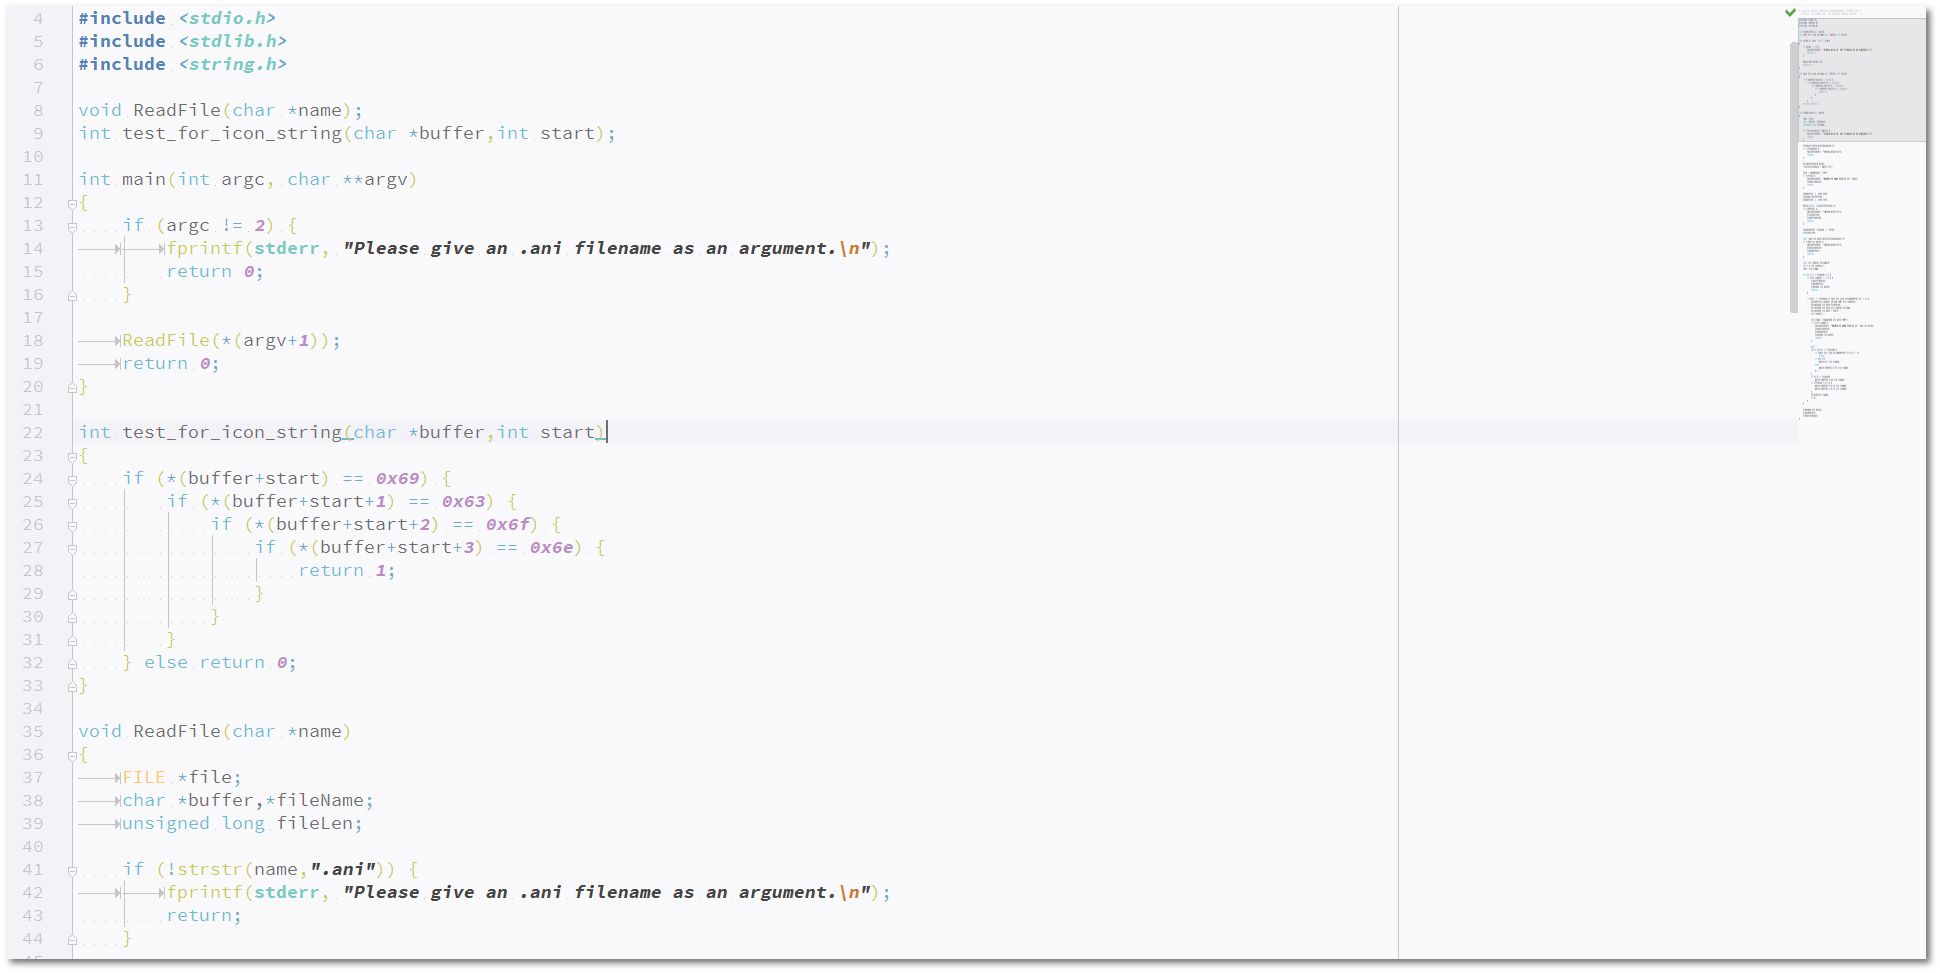 4 #include <stdio.h>
5 #include <stdlib.h>
6 #include <string.h>
7
8 void ReadFile(char *name);
9 int test_for_icon_string(char *buffer,int start);
10
11 int main(int argc, char **argv)
12 {
13     if (argc != 2) {
14         fprintf(stderr, "Please give an .ani filename as an argument.\n");
15         return 0;
16     }
17
18     ReadFile(*(argv+1));
19     return 0;
20 }
21
22 int test_for_icon_string(char *buffer,int start)
23 {
24     if (*(buffer+start) == 0x69) {
25         if (*(buffer+start+1) == 0x63) {
26             if (*(buffer+start+2) == 0x6f) {
27                 if (*(buffer+start+3) == 0x6e) {
28                     return 1;
29                 }
30             }
31         }
32     } else return 0;
33 }
34
35 void ReadFile(char *name)
36 {
37     FILE *file;
38     char *buffer,*fileName;
39     unsigned long fileLen;
40
41     if (!strstr(name,".ani")) {
42         fprintf(stderr, "Please give an .ani filename as an argument.\n");
43         return;
44     }